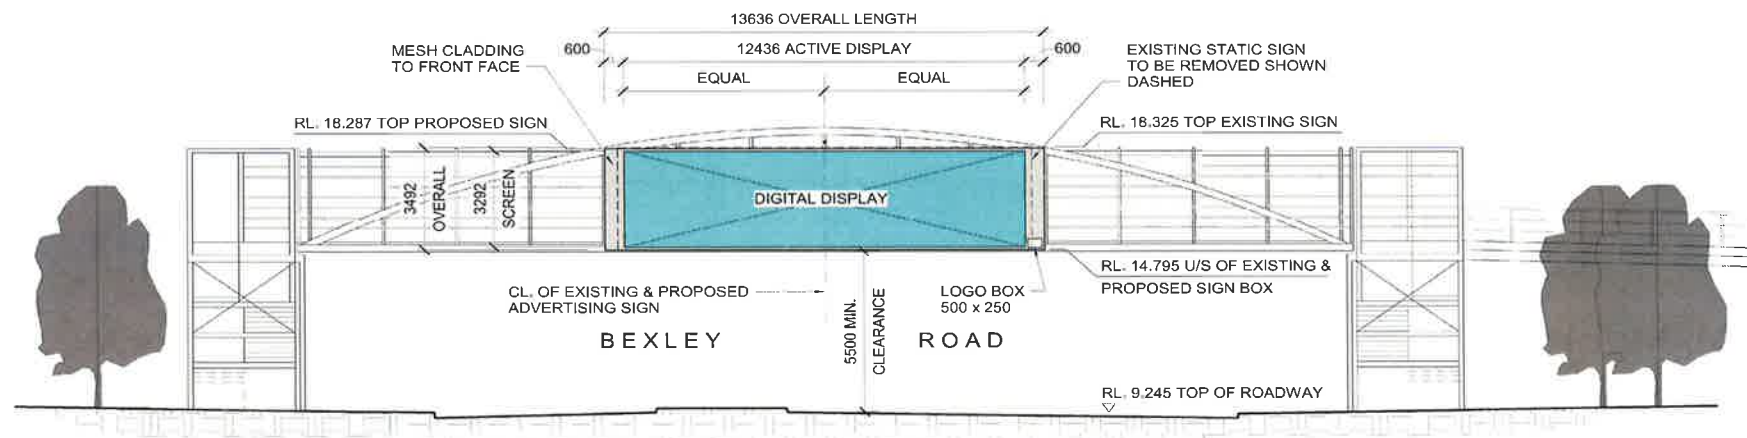 13636 OVERALL LENGTH
MESH CLADDING
TO FRONT FACE
600
12436 ACTIVE DISPLAY
600
EXISTING STATIC SIGN
TO BE REMOVED SHOWN
DASHED
EQUAL
EQUAL
RL. 18.287 TOP PROPOSED SIGN
RL. 18.325 TOP EXISTING SIGN
3492
OVERALL
3292
SCREEN
DIGITAL DISPLAY
RL. 14.795 U/S OF EXISTING &
PROPOSED SIGN BOX
CL. OF EXISTING & PROPOSED
ADVERTISING SIGN
LOGO BOX
500 x 250
5500 MIN.
CLEARANCE
BEXLEY ROAD
RL. 9.245 TOP OF ROADWAY